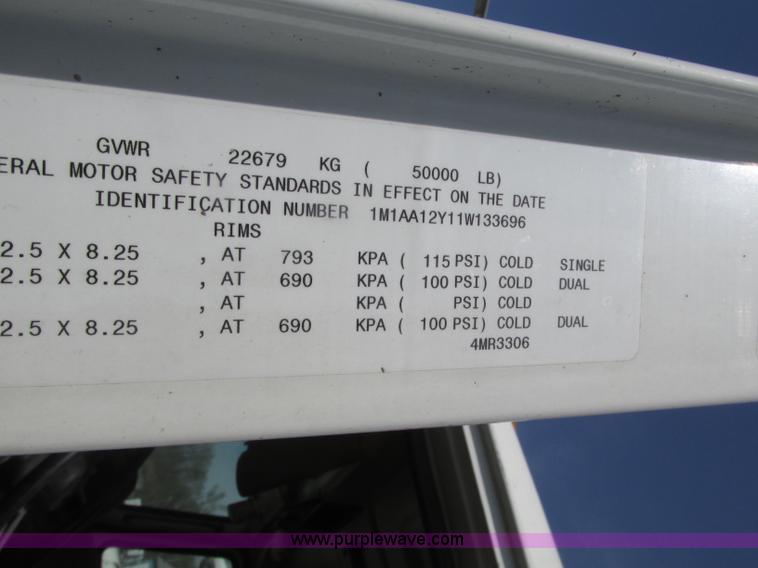 GVWR 22679 KG ( 50000 LB)
ERAL MOTOR SAFETY STANDARDS IN EFFECT ON THE DATE
IDENTIFICATION NUMBER 1M1AA12Y11W133696
RIMS
2.5 X 8.25 , AT 793 KPA ( 115 PSI) COLD SINGLE
2.5 X 8.25 , AT 690 KPA ( 100 PSI) COLD DUAL
, AT KPA ( PSI) COLD
2.5 X 8.25 , AT 690 KPA ( 100 PSI) COLD DUAL
4MR3306
www.purplewave.com